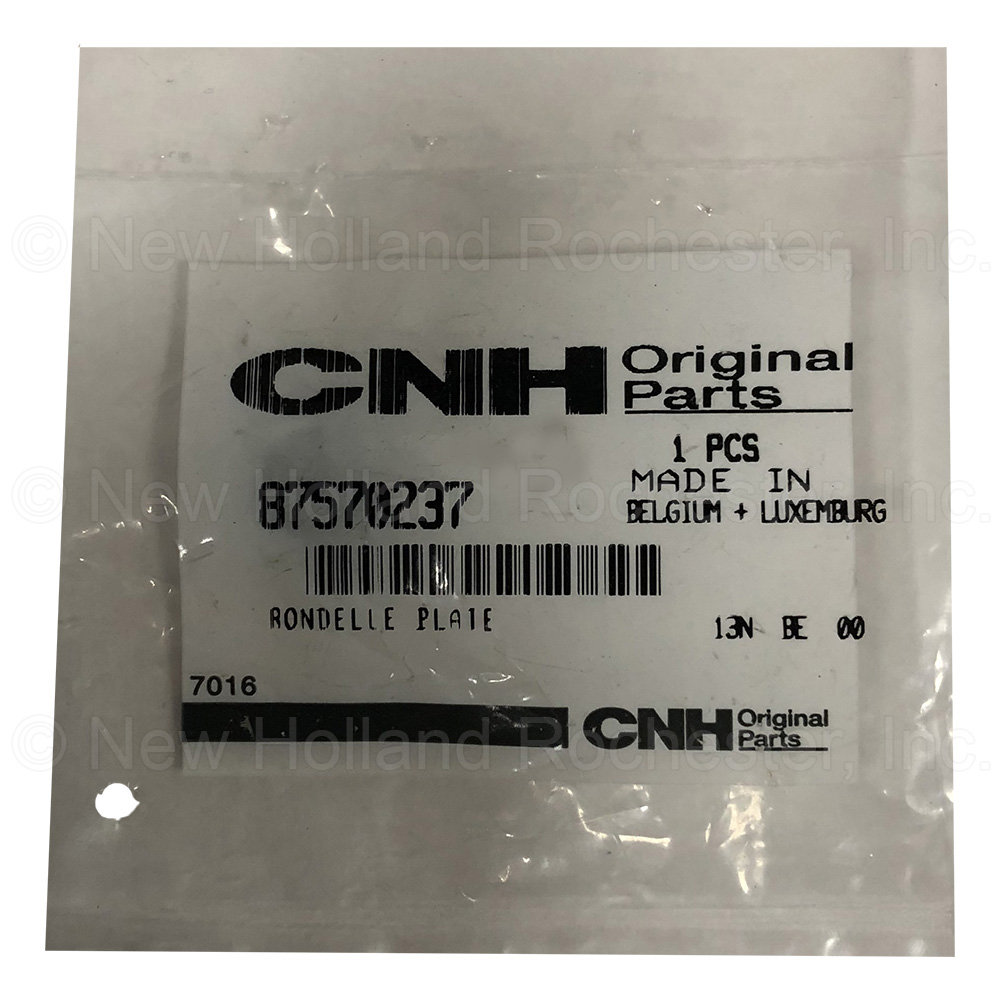 © New Holland Rochester, Inc.
CNH Original Parts
1 PCS
87570237
MADE IN
BELGIUM + LUXEMBURG
© New Holland Rochester, Inc.
RONDELLE PLATE
13N BE 00
7016
CNH Original Parts
© New Holland Rochester, Inc.